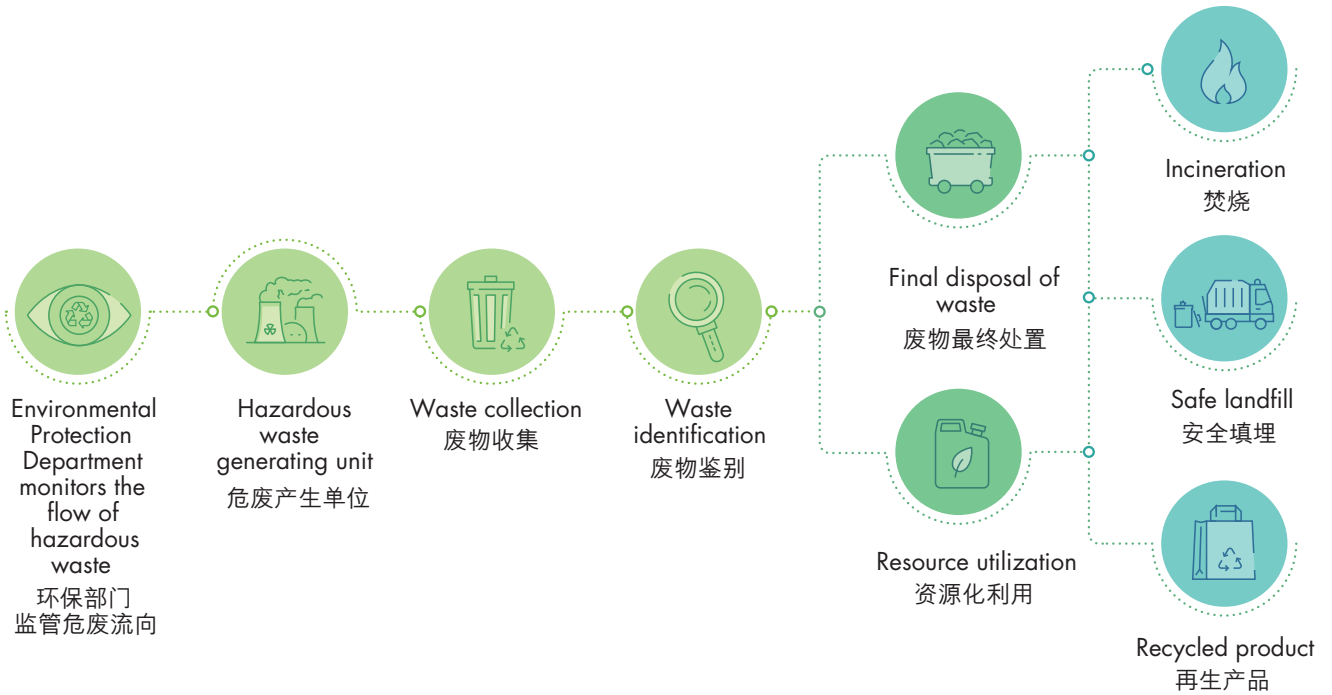 Environmental
Protection
Department
monitors the
flow of
hazardous
waste
环保部门
监管危废流向
Hazardous
waste
generating unit
危废产生单位
Waste collection
废物收集
Waste
identification
废物鉴别
Final disposal of
waste
废物最终处置
Resource utilization
资源化利用
Incineration
焚烧
Safe landfill
安全填埋
Recycled product
再生产品